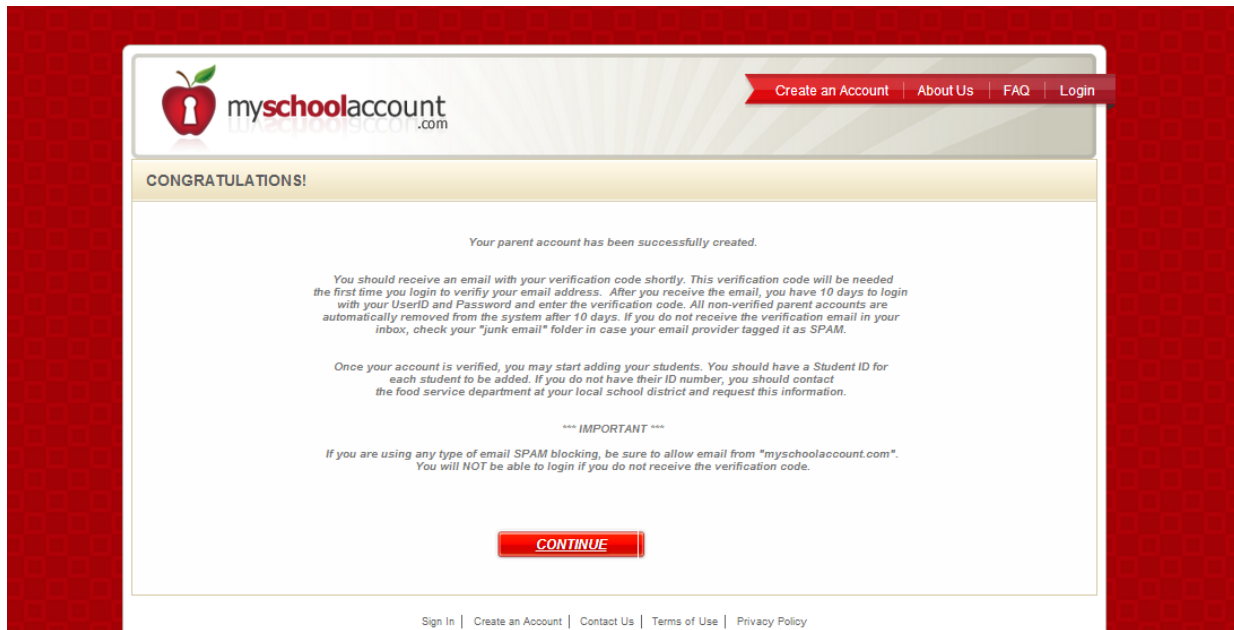 myschoolaccount
.com
Create an Account | About Us | FAQ | Login
CONGRATULATIONS!
Your parent account has been successfully created.
You should receive an email with your verification code shortly. This verification code will be needed
the first time you login to verifiy your email address. After you receive the email, you have 10 days to login
with your UserID and Password and enter the verification code. All non-verified parent accounts are
automatically removed from the system after 10 days. If you do not receive the verification email in your
inbox, check your "junk email" folder in case your email provider tagged it as SPAM.
Once your account is verified, you may start adding your students. You should have a Student ID for
each student to be added. If you do not have their ID number, you should contact
the food service department at your local school district and request this information.
*** IMPORTANT ***
If you are using any type of email SPAM blocking, be sure to allow email from "myschoolaccount.com".
You will NOT be able to login if you do not receive the verification code.
CONTINUE
Sign In | Create an Account | Contact Us | Terms of Use | Privacy Policy